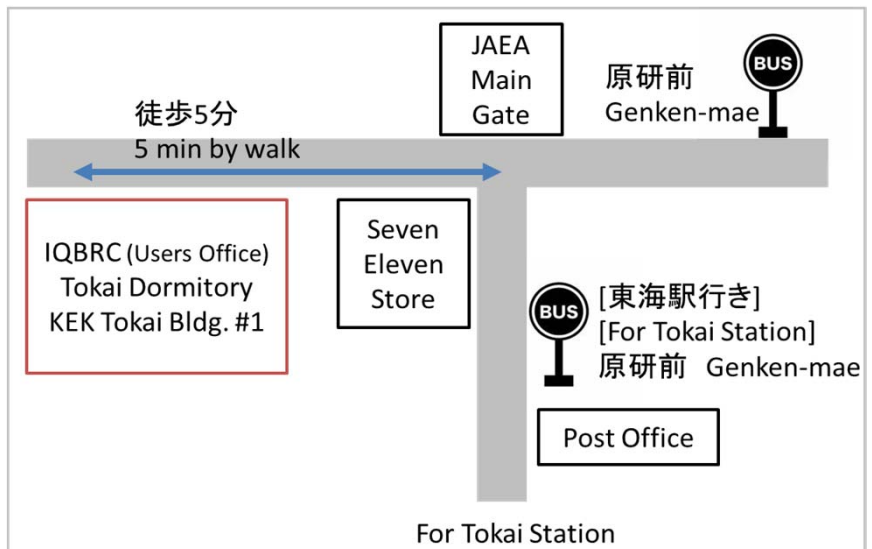 JAEA
Main
Gate
原研前
Genken-mae
BUS
徒歩5分
5 min by walk
IQBRC (Users Office)
Tokai Dormitory
KEK Tokai Bldg. #1
Seven
Eleven
Store
BUS
[東海駅行き]
[For Tokai Station]
原研前 Genken-mae
Post Office
For Tokai Station